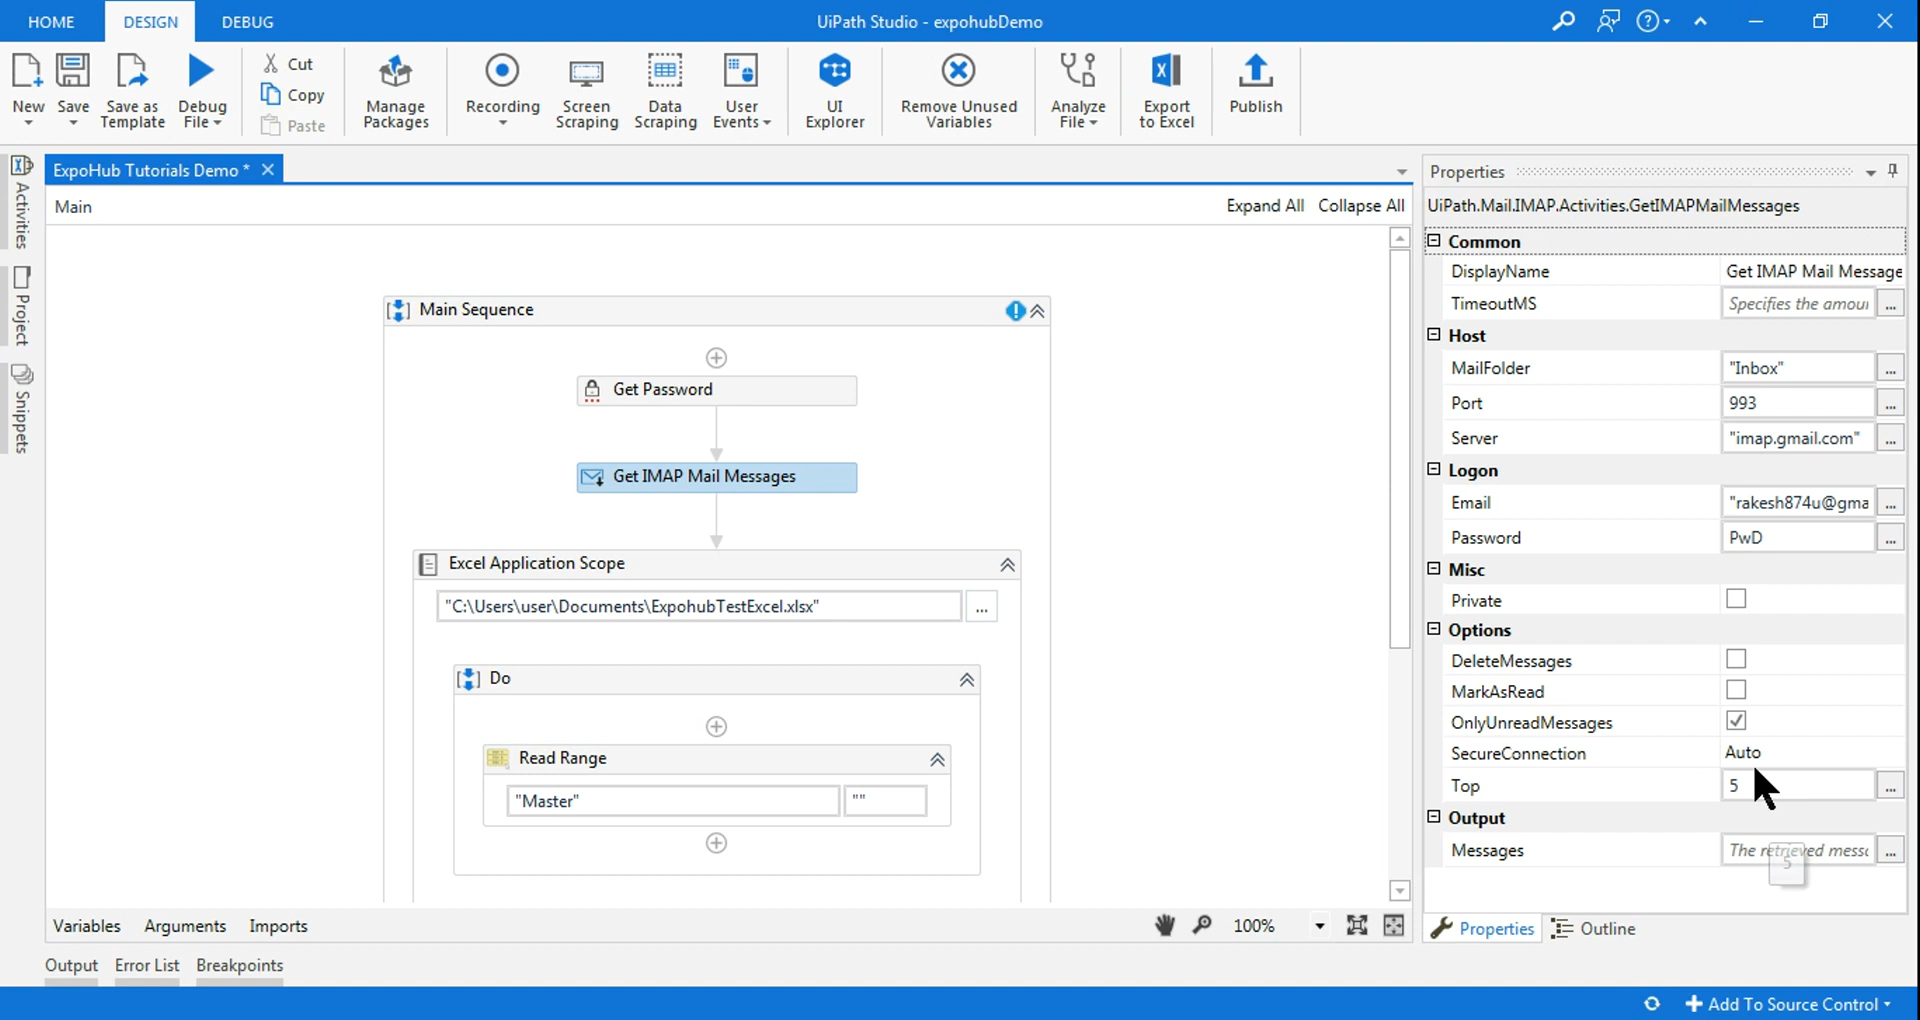 HOME DESIGN DEBUG UiPath Studio - expohubDemo
New Save Save as Template Debug File Cut Copy Paste Manage Packages Recording Screen Scraping Data Scraping User Events UI Explorer Remove Unused Variables Analyze File Export to Excel Publish
Activities
Project
Snippets
ExpoHub Tutorials Demo *
Main Expand All Collapse All
Main Sequence
Get Password
Get IMAP Mail Messages
Excel Application Scope
"C:\Users\user\Documents\ExpohubTestExcel.xlsx" ...
Do
Read Range
"Master" ""
Variables Arguments Imports 100%
Properties
UiPath.Mail.IMAP.Activities.GetIMAPMailMessages
Common
DisplayName Get IMAP Mail Message
TimeoutMS Specifies the amou ...
Host
MailFolder "Inbox" ...
Port 993 ...
Server "imap.gmail.com" ...
Logon
Email "rakesh874u@gma ...
Password PwD ...
Misc
Private
Options
DeleteMessages
MarkAsRead
OnlyUnreadMessages
SecureConnection Auto
Top 5 ...
Output
Messages The retrieved messa ...
5
Properties Outline
Output Error List Breakpoints
Add To Source Control